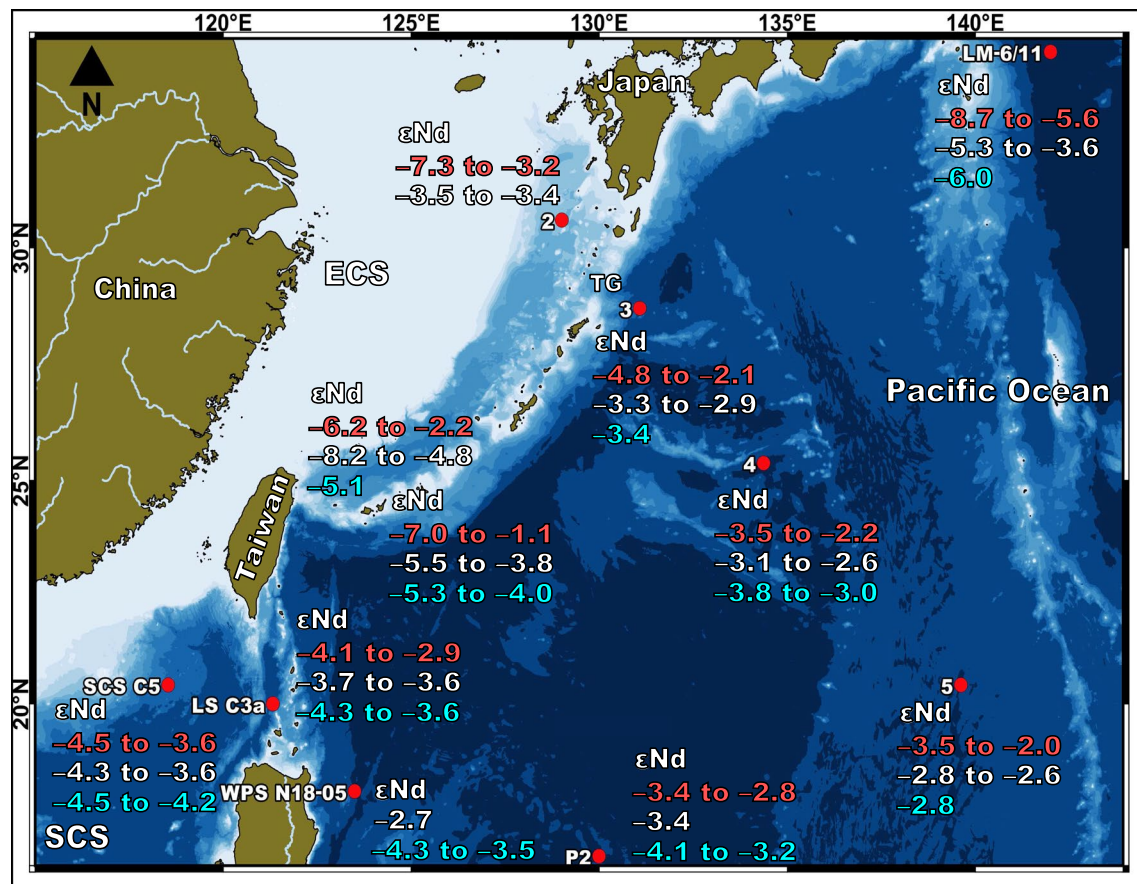 120°E 125°E 130°E 135°E 140°E
N
Japan
LM-6/11
εNd
–8.7 to –5.6
–5.3 to –3.6
–6.0
εNd
–7.3 to –3.2
–3.5 to –3.4
2
30°N
China
ECS
TG
3
εNd
–4.8 to –2.1
–3.3 to –2.9
–3.4
Pacific Ocean
εNd
–6.2 to –2.2
–8.2 to –4.8
–5.1
25°N
4
εNd
–3.5 to –2.2
–3.1 to –2.6
–3.8 to –3.0
εNd
–7.0 to –1.1
–5.5 to –3.8
–5.3 to –4.0
Taiwan
εNd
–4.1 to –2.9
–3.7 to –3.6
–4.3 to –3.6
20°N
SCS C5
εNd
–4.5 to –3.6
–4.3 to –3.6
–4.5 to –4.2
LS C3a
5
εNd
–3.5 to –2.0
–2.8 to –2.6
–2.8
WPS N18-05
εNd
–2.7
–4.3 to –3.5
εNd
–3.4 to –2.8
–3.4
–4.1 to –3.2
SCS
P2